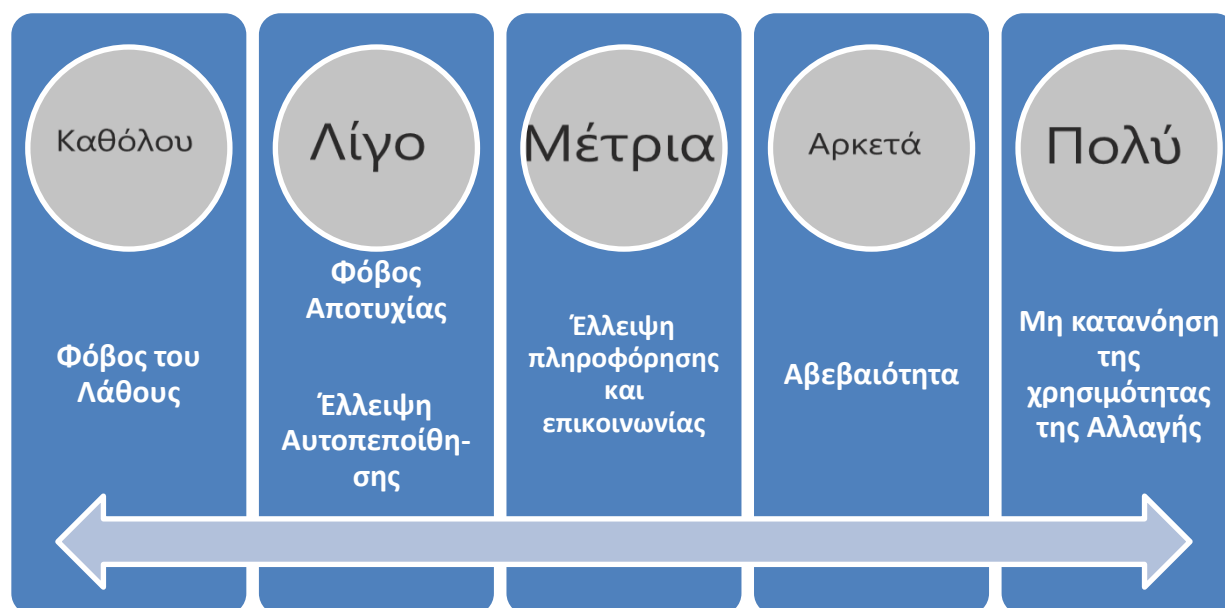 Καθόλου
Φόβος του
Λάθους
Λίγο
Φόβος
Αποτυχίας
Έλλειψη
Αυτοπεποίθη-
σης
Μέτρια
Έλλειψη
πληροφόρησης
και
επικοινωνίας
Αρκετά
Αβεβαιότητα
Πολύ
Μη κατανόηση
της
χρησιμότητας
της Αλλαγής